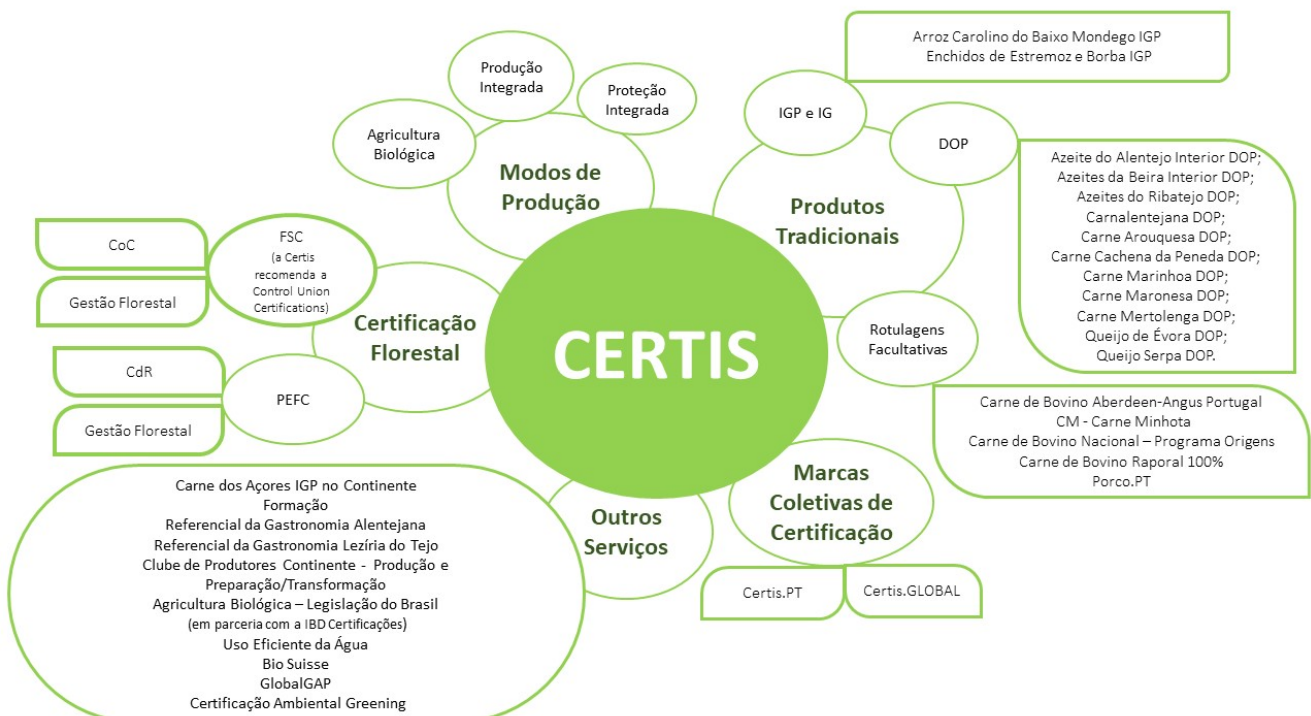 Arroz Carolino do Baixo Mondego IGP
Enchidos de Estremoz e Borba IGP
Produção
Integrada
Proteção
Integrada
IGP e IG
Agricultura
Biológica
DOP
Modos de
Produção
Produtos
Tradicionais
Azeite do Alentejo Interior DOP;
Azeites da Beira Interior DOP;
Azeites do Ribatejo DOP;
Carnalentejana DOP;
Carne Arouquesa DOP;
Carne Cachena da Peneda DOP;
Carne Marinhoa DOP;
Carne Maronesa DOP;
Carne Mertolenga DOP;
Queijo de Évora DOP;
Queijo Serpa DOP.
CoC
Gestão Florestal
FSC
(a Certis
recomenda a
Control Union
Certifications)
Certificação
Florestal
CERTIS
Rotulagens
Facultativas
CdR
Gestão Florestal
PEFC
Carne de Bovino Aberdeen-Angus Portugal
CM - Carne Minhota
Carne de Bovino Nacional – Programa Origens
Carne de Bovino Raporal 100%
Porco.PT
Marcas
Coletivas de
Certificação
Outros
Serviços
Certis.PT
Certis.GLOBAL
Carne dos Açores IGP no Continente
Formação
Referencial da Gastronomia Alentejana
Referencial da Gastronomia Lezíria do Tejo
Clube de Produtores Continente - Produção e
Preparação/Transformação
Agricultura Biológica – Legislação do Brasil
(em parceria com a IBD Certificações)
Uso Eficiente da Água
Bio Suisse
GlobalGAP
Certificação Ambiental Greening